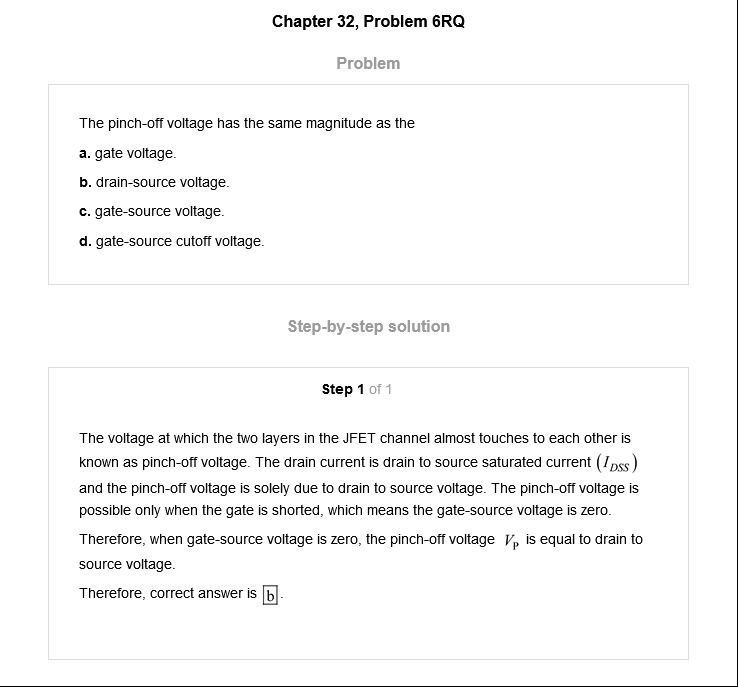 Chapter 32, Problem 6RQ
Problem
The pinch-off voltage has the same magnitude as the
a. gate voltage.
b. drain-source voltage.
c. gate-source voltage.
d. gate-source cutoff voltage.
Step-by-step solution
Step 1 of 1
The voltage at which the two layers in the JFET channel almost touches to each other is
known as pinch-off voltage. The drain current is drain to source saturated current (I_DSS)
and the pinch-off voltage is solely due to drain to source voltage. The pinch-off voltage is
possible only when the gate is shorted, which means the gate-source voltage is zero.
Therefore, when gate-source voltage is zero, the pinch-off voltage V_P is equal to drain to
source voltage.
Therefore, correct answer is b.